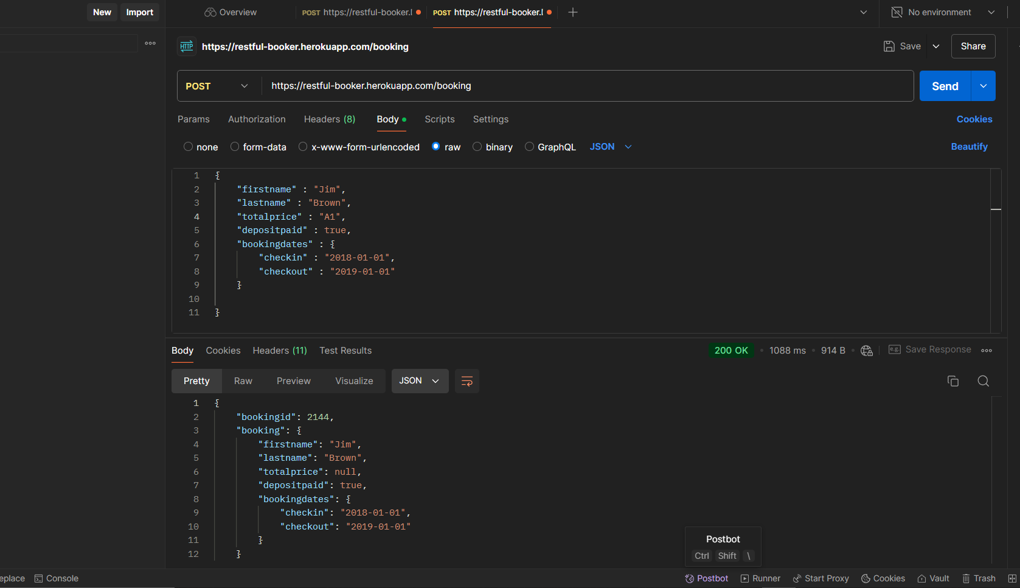 New Import Overview POST https://restful-booker.l POST https://restful-booker.l No environment
https://restful-booker.herokuapp.com/booking Save Share
POST https://restful-booker.herokuapp.com/booking Send
Params Authorization Headers (8) Body Scripts Settings Cookies
none form-data x-www-form-urlencoded raw binary GraphQL JSON Beautify
1 {
2 "firstname" : "Jim",
3 "lastname" : "Brown",
4 "totalprice" : "A1",
5 "depositpaid" : true,
6 "bookingdates" : {
7 "checkin" : "2018-01-01",
8 "checkout" : "2019-01-01"
9 }
10
11 }
Body Cookies Headers (11) Test Results 200 OK 1088 ms 914 B Save Response
Pretty Raw Preview Visualize JSON
1 {
2 "bookingid": 2144,
3 "booking": {
4 "firstname": "Jim",
5 "lastname": "Brown",
6 "totalprice": null,
7 "depositpaid": true,
8 "bookingdates": {
9 "checkin": "2018-01-01",
10 "checkout": "2019-01-01"
11 }
12 }
Postbot
Ctrl Shift \
eplace Console Postbot Runner Start Proxy Cookies Vault Trash